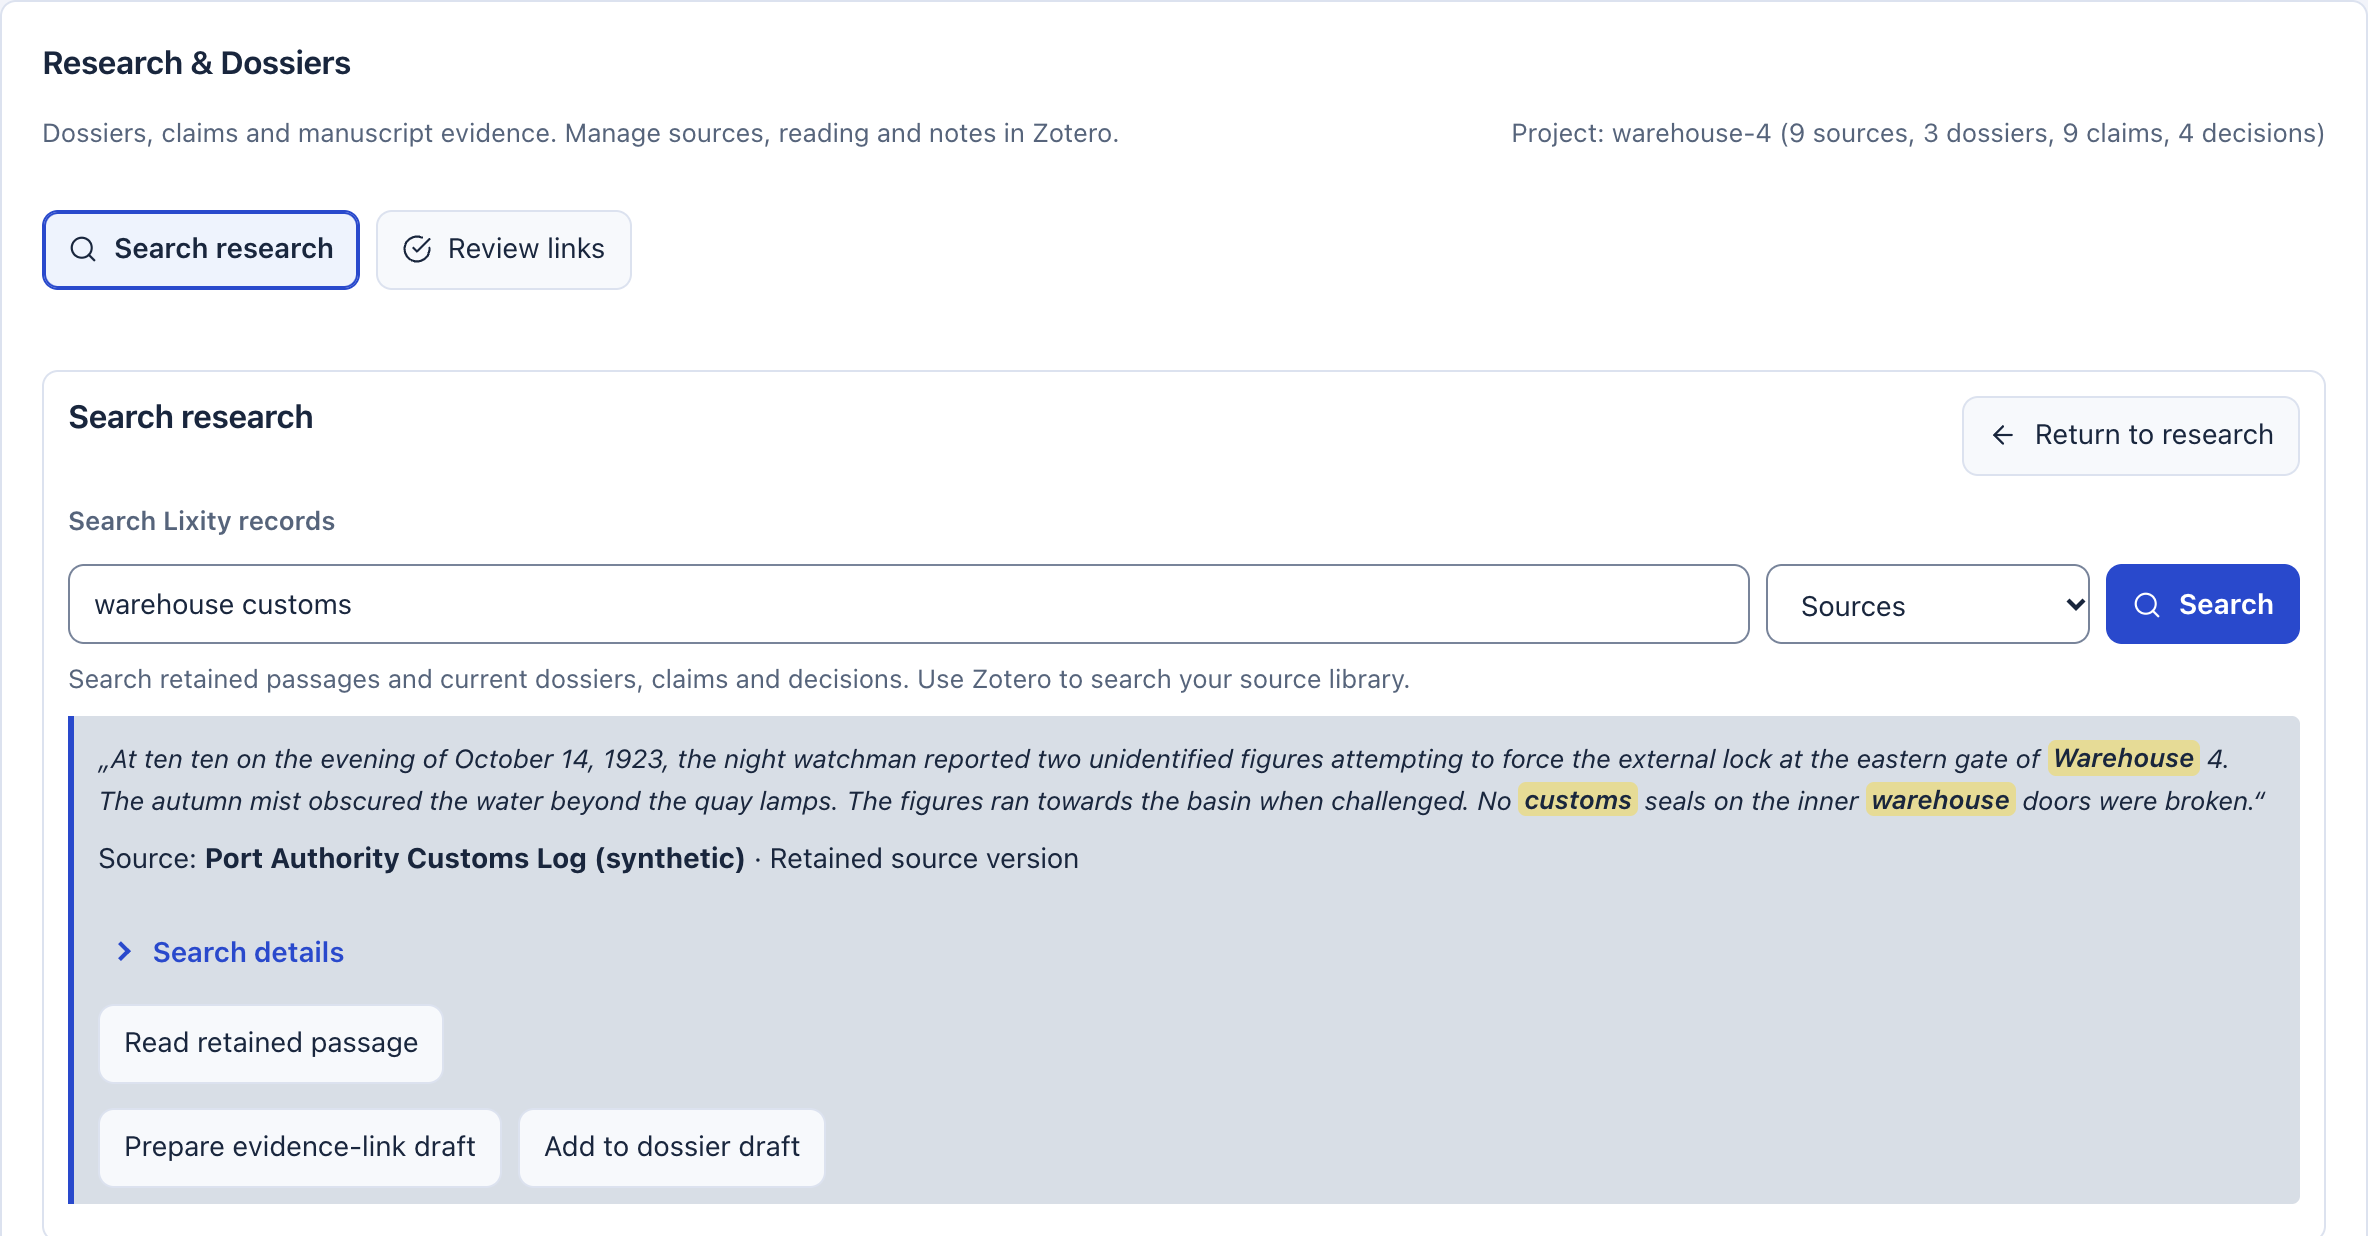 Research & Dossiers
Dossiers, claims and manuscript evidence. Manage sources, reading and notes in Zotero.
Project: warehouse-4 (9 sources, 3 dossiers, 9 claims, 4 decisions)
Search research
Review links
Search research
Return to research
Search Lixity records
warehouse customs
Sources
Search
Search retained passages and current dossiers, claims and decisions. Use Zotero to search your source library.
„At ten ten on the evening of October 14, 1923, the night watchman reported two unidentified figures attempting to force the external lock at the eastern gate of Warehouse 4.
The autumn mist obscured the water beyond the quay lamps. The figures ran towards the basin when challenged. No customs seals on the inner warehouse doors were broken.“
Source: Port Authority Customs Log (synthetic) · Retained source version
Search details
Read retained passage
Prepare evidence-link draft
Add to dossier draft